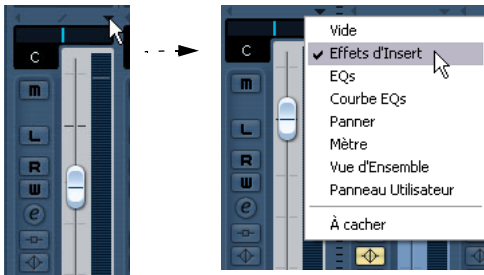 C
m
L
R
W
e
C
m
L
R
W
e
Vide
✓ Effets d'Insert
EQs
Courbe EQs
Panner
Mètre
Vue d'Ensemble
Panneau Utilisateur
À cacher